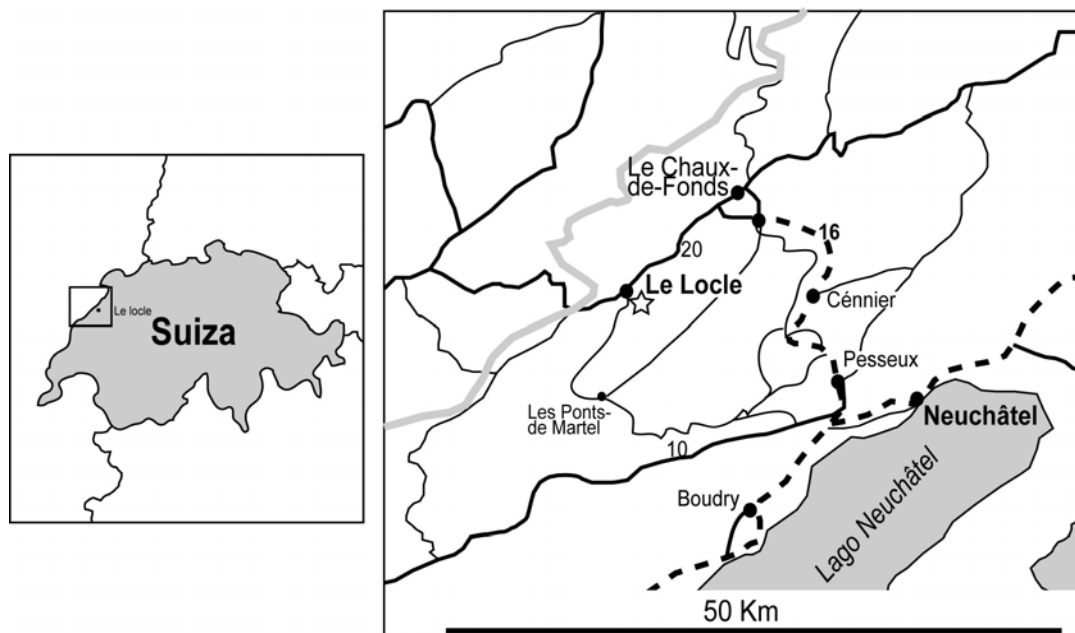 Le locle
Suiza
Le Chaux-
de-Fonds
16
20
Le Locle
Cénnier
Pesseux
Les Ponts-
de Martel
Neuchâtel
10
Boudry
Lago Neuchâtel
50 Km